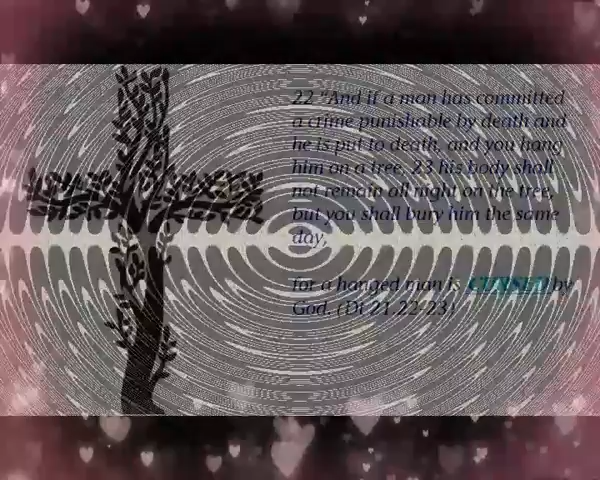 22 "And if a man has committed
a crime punishable by death and
he is put to death, and you hang
him on a tree, 23 his body shall
not remain all night on the tree,
but you shall bury him the same
day,
for a hanged man is CURSED by
God. (Dt 21.22-23)